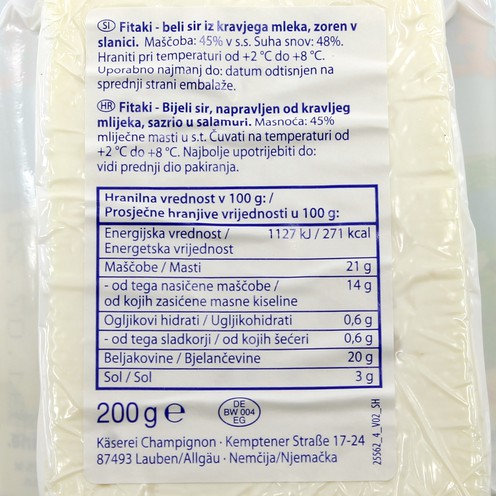 SI Fitaki - beli sir iz kravjega mleka, zoren v
slanici. Maščoba: 45% v s.s. Suha snov: 48%.
Hraniti pri temperaturi od +2 °C do +8 °C.
Uporabno najmanj do: datum odtisnjen na
sprednji strani embalaže.
HR Fitaki - Bijeli sir, napravljen od kravljeg
mlijeka, sazrio u salamuri. Masnoća: 45%
mliječne masti u s.t. Čuvati na temperaturi od
+2 °C do +8 °C. Najbolje upotrijebiti do:
vidi prednji dio pakiranja.
Hranilna vrednost v 100 g: /
Prosječne hranjive vrijednosti u 100 g:
Energijska vrednost / 1127 kJ / 271 kcal
Energetska vrijednost
Maščobe / Masti 21 g
- od tega nasičene maščobe / 14 g
od kojih zasićene masne kiseline
Ogljikovi hidrati / Ugljikohidrati 0,6 g
- od tega sladkorji / od kojih šećeri 0,6 g
Beljakovine / Bjelančevine 20 g
Sol / Sol 3 g
200 g e
DE
BW 004
EG
Käserei Champignon · Kemptener Straße 17-24
87493 Lauben/Allgäu · Nemčija/Njemačka
25562_4_V02_SH